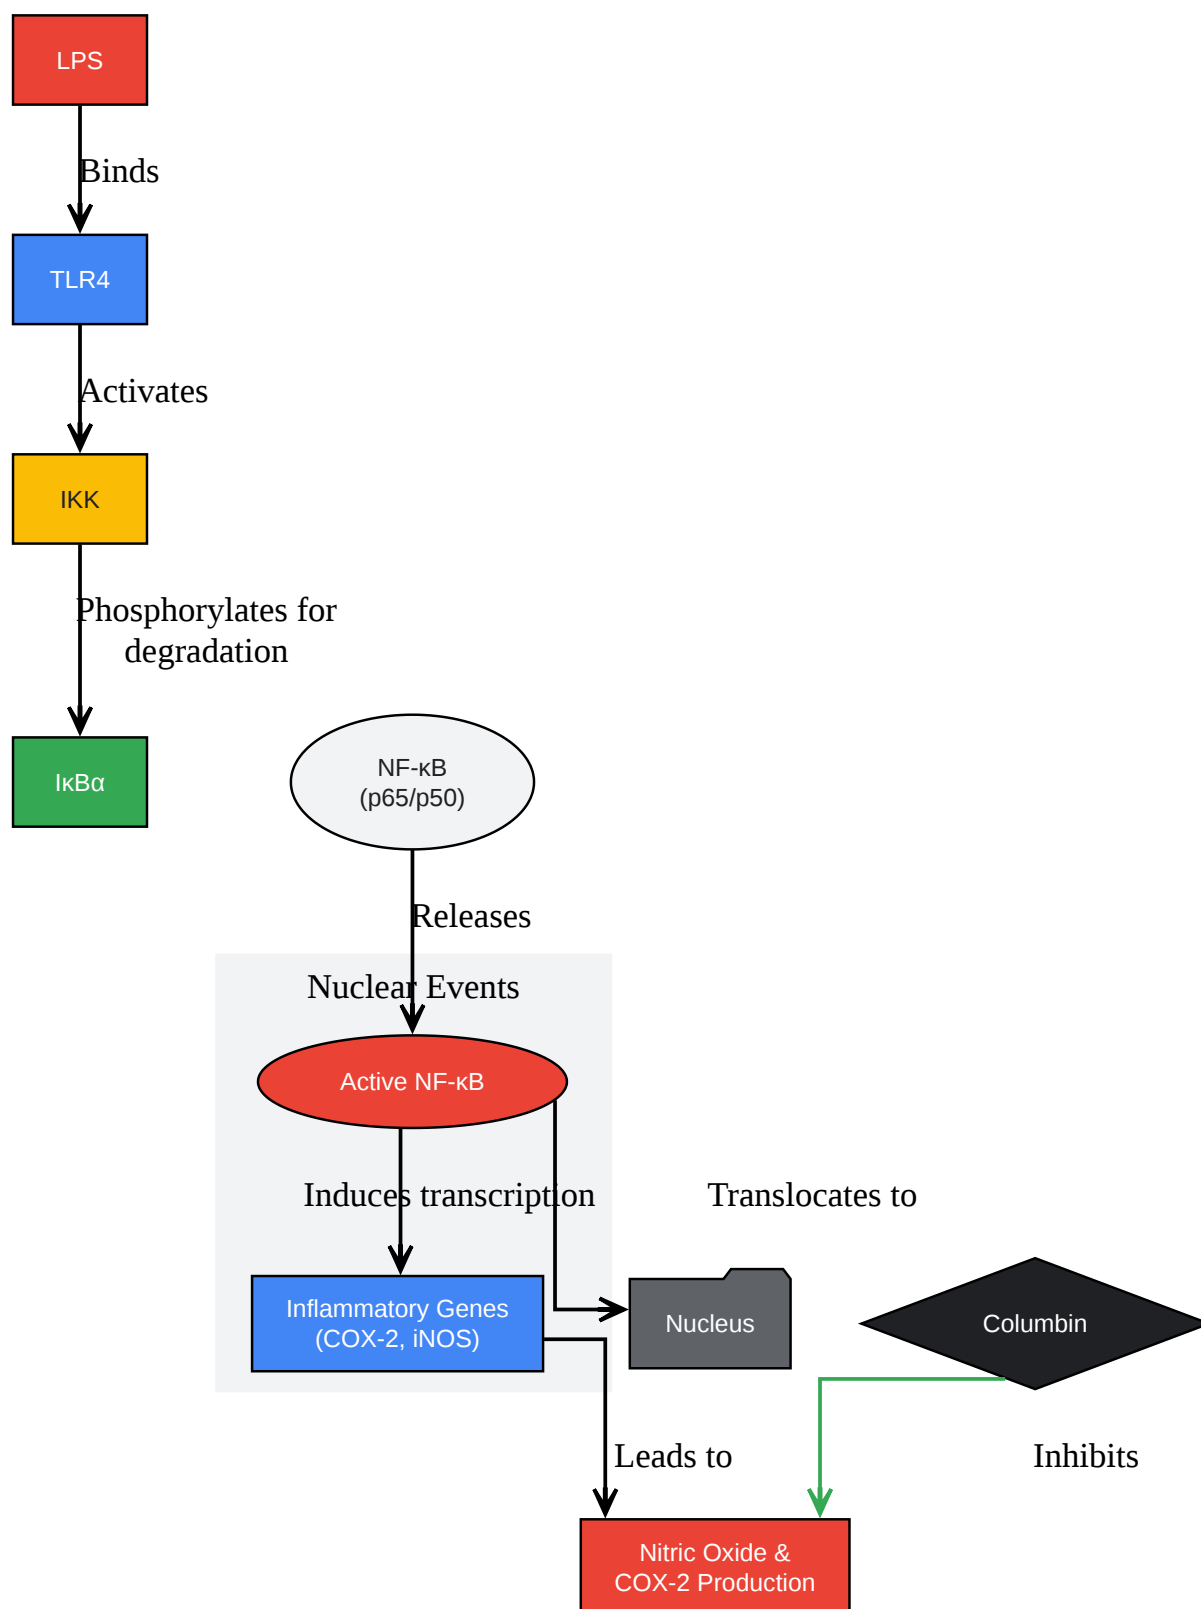 LPS
Binds
TLR4
Activates
IKK
Phosphorylates for
degradation
IκBα
NF-κB
(p65/p50)
Releases
Nuclear Events
Active NF-κB
Induces transcription
Translocates to
Inflammatory Genes
(COX-2, iNOS)
Nucleus
Columbin
Leads to
Inhibits
Nitric Oxide &
COX-2 Production